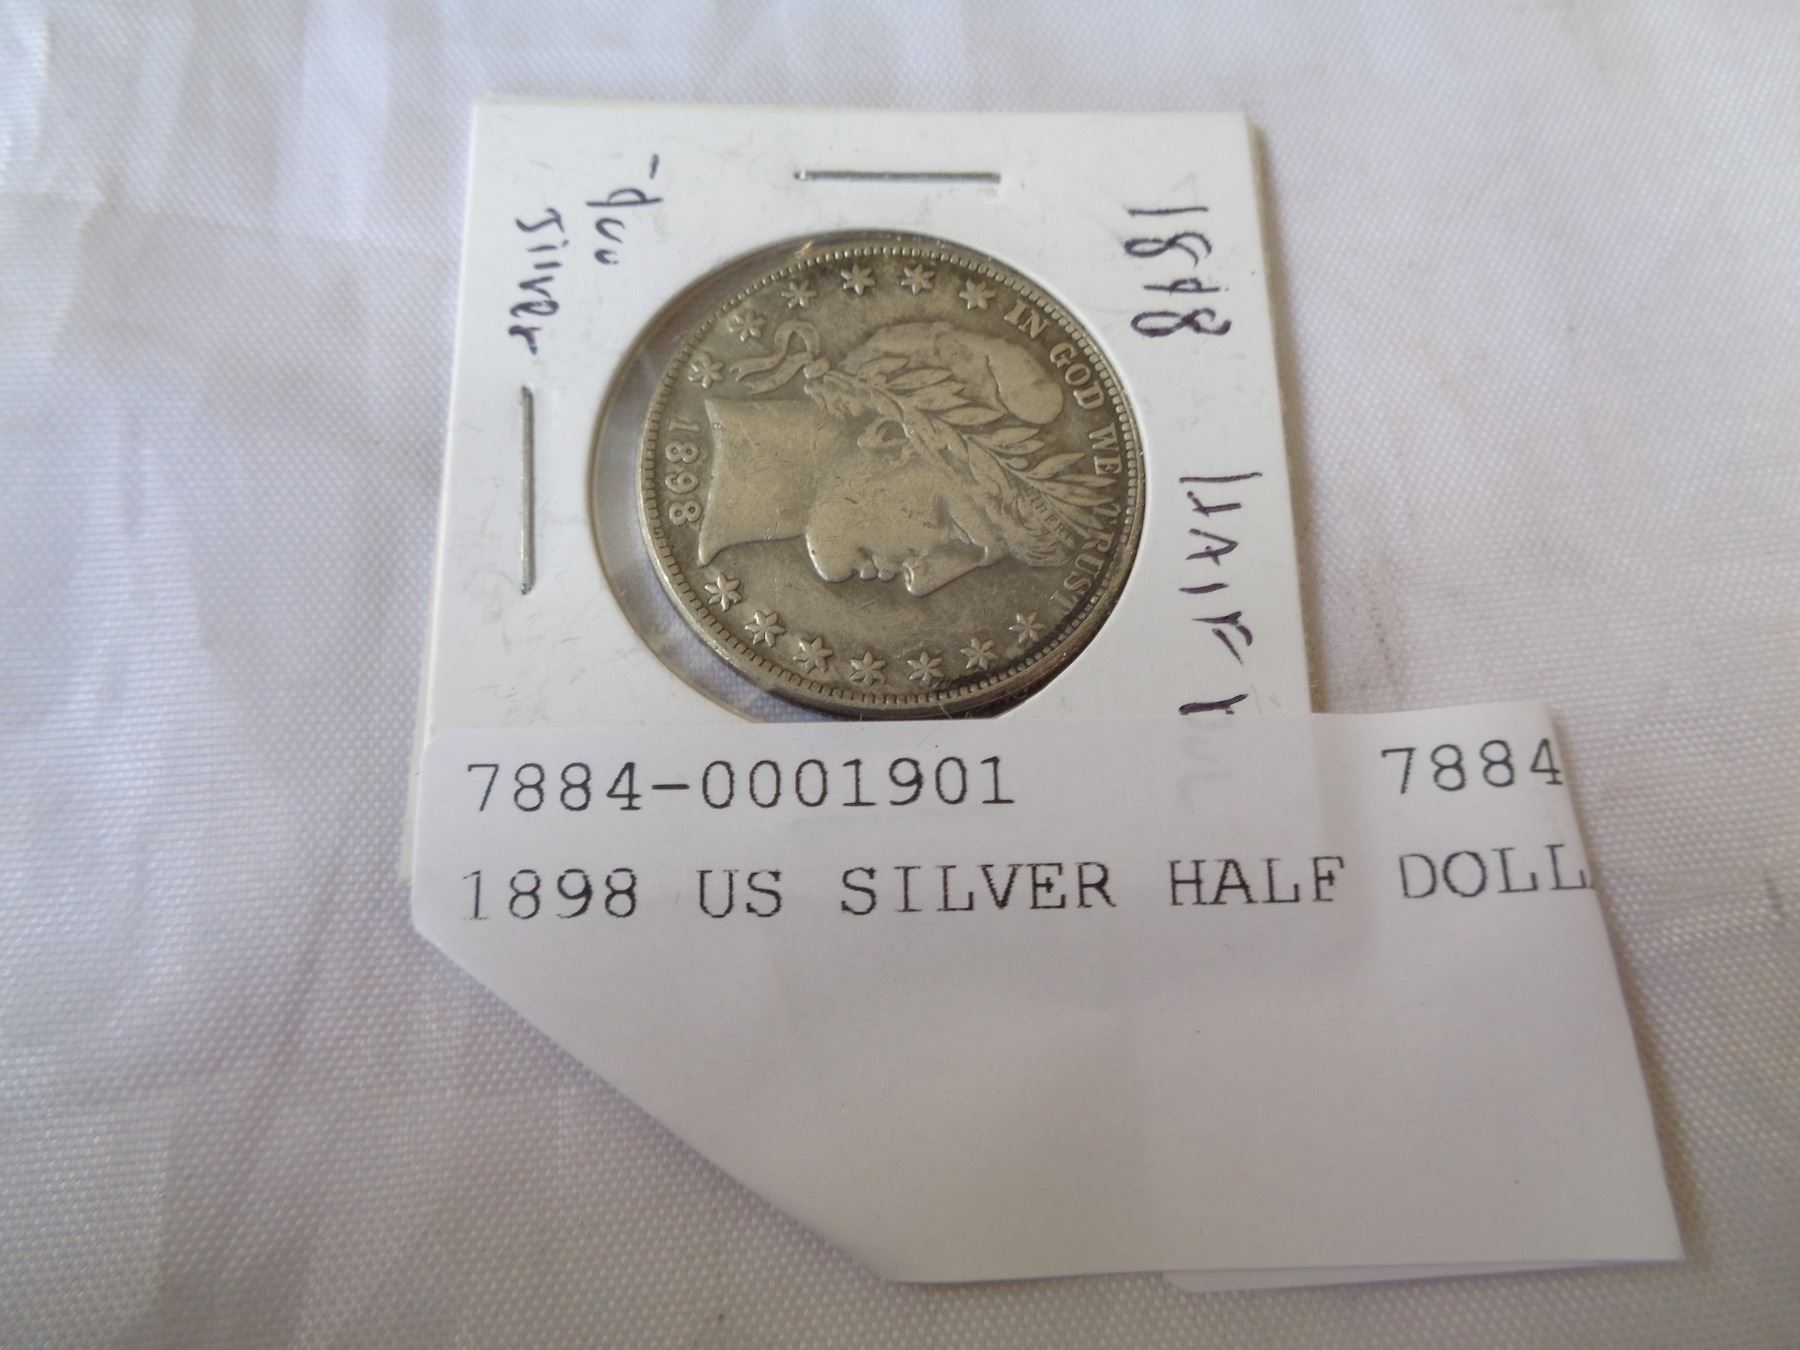 1898 HALF
-.900
Silver
IN GOD WE TRUST
1898
7884-0001901 7884
1898 US SILVER HALF DOLL